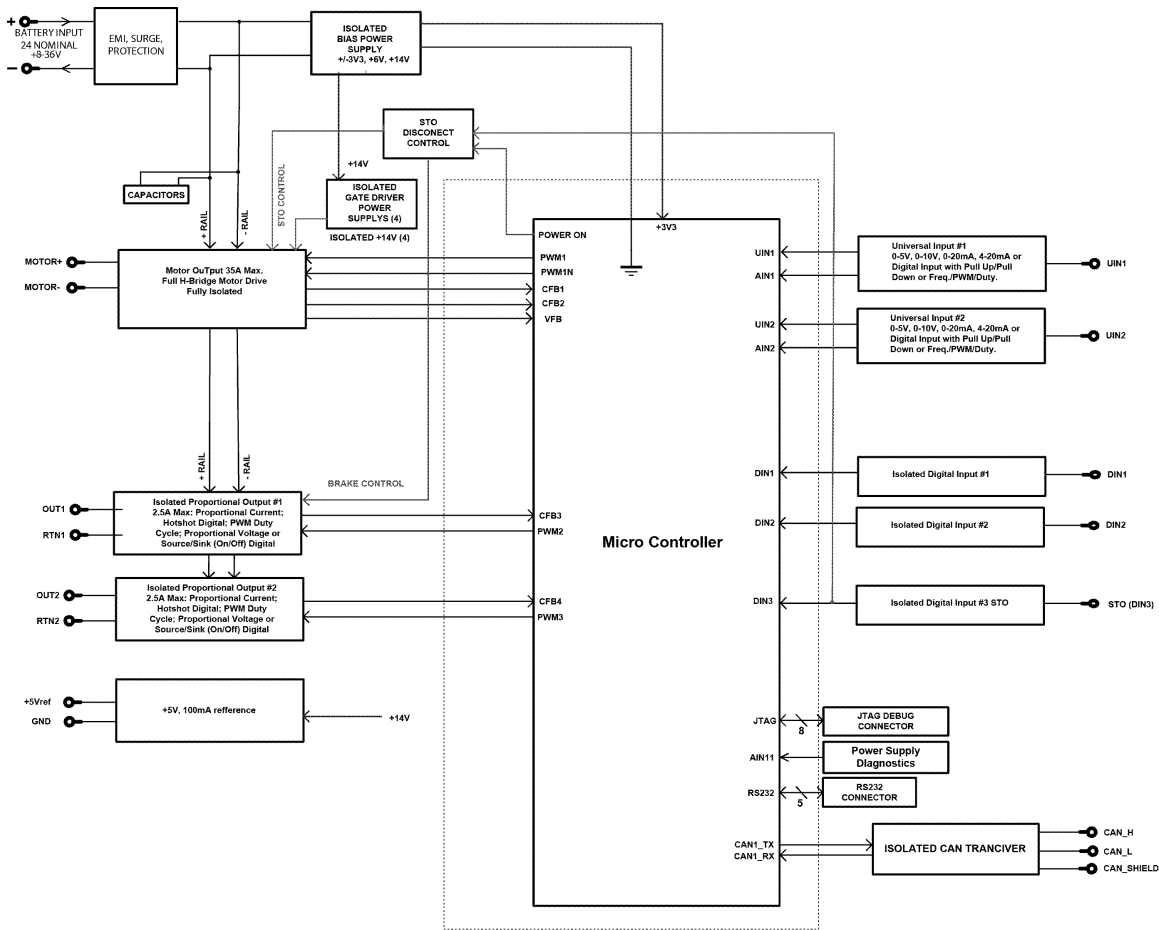 +
BATTERY INPUT
24 NOMINAL
+8-36V
−
EMI, SURGE,
PROTECTION
ISOLATED
BIAS POWER
SUPPLY
+/-3V3, +6V, +14V
STO
DISCONECT
CONTROL
+14V
STO CONTROL
ISOLATED
GATE DRIVER
POWER
SUPPLYS (4)
ISOLATED +14V (4)
CAPACITORS
+ RAIL
- RAIL
MOTOR+
MOTOR-
Motor OuTput 35A Max.
Full H-Bridge Motor Drive
Fully Isolated
POWER ON
PWM1
PWM1N
CFB1
CFB2
VFB
+3V3
UIN1
AIN1
UIN2
AIN2
Universal Input #1
0-5V, 0-10V, 0-20mA, 4-20mA or
Digital Input with Pull Up/Pull
Down or Freq./PWM/Duty.
UIN1
Universal Input #2
0-5V, 0-10V, 0-20mA, 4-20mA or
Digital Input with Pull Up/Pull
Down or Freq./PWM/Duty.
UIN2
+ RAIL
- RAIL
BRAKE CONTROL
OUT1
RTN1
Isolated Proportional Output #1
2.5A Max: Proportional Current;
Hotshot Digital; PWM Duty
Cycle; Proportional Voltage or
Source/Sink (On/Off) Digital
CFB3
PWM2
Micro Controller
DIN1
Isolated Digital Input #1
DIN1
DIN2
Isolated Digital Input #2
DIN2
OUT2
RTN2
Isolated Proportional Output #2
2.5A Max: Proportional Current;
Hotshot Digital; PWM Duty
Cycle; Proportional Voltage or
Source/Sink (On/Off) Digital
CFB4
PWM3
DIN3
Isolated Digital Input #3 STO
STO (DIN3)
+5Vref
GND
+5V, 100mA refference
+14V
JTAG
8
JTAG DEBUG
CONNECTOR
AIN11
Power Supply
DIagnostics
RS232
5
RS232
CONNECTOR
CAN1_TX
CAN1_RX
ISOLATED CAN TRANCIVER
CAN_H
CAN_L
CAN_SHIELD